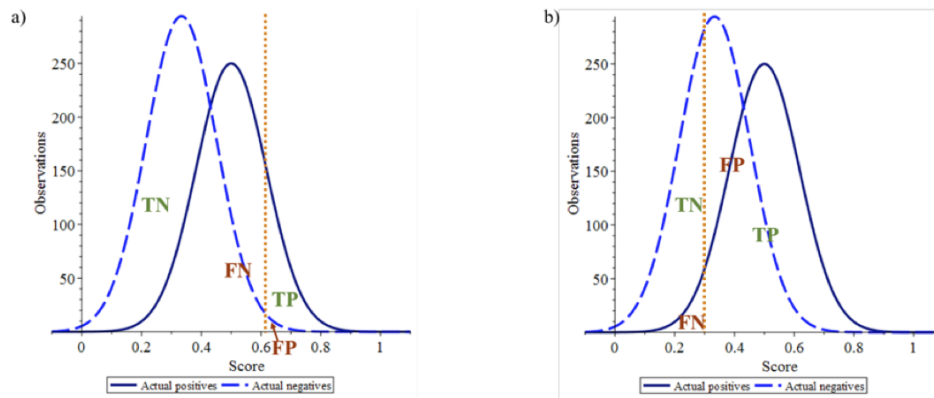 a)
Observations
250
200
150
100
50
TN
FN
TP
FP
0
0.2
0.4
0.6
0.8
1
Score
Actual positives
Actual negatives
b)
Observations
250
200
150
100
50
FP
TN
TP
FN
0
0.2
0.4
0.6
0.8
1
Score
Actual positives
Actual negatives